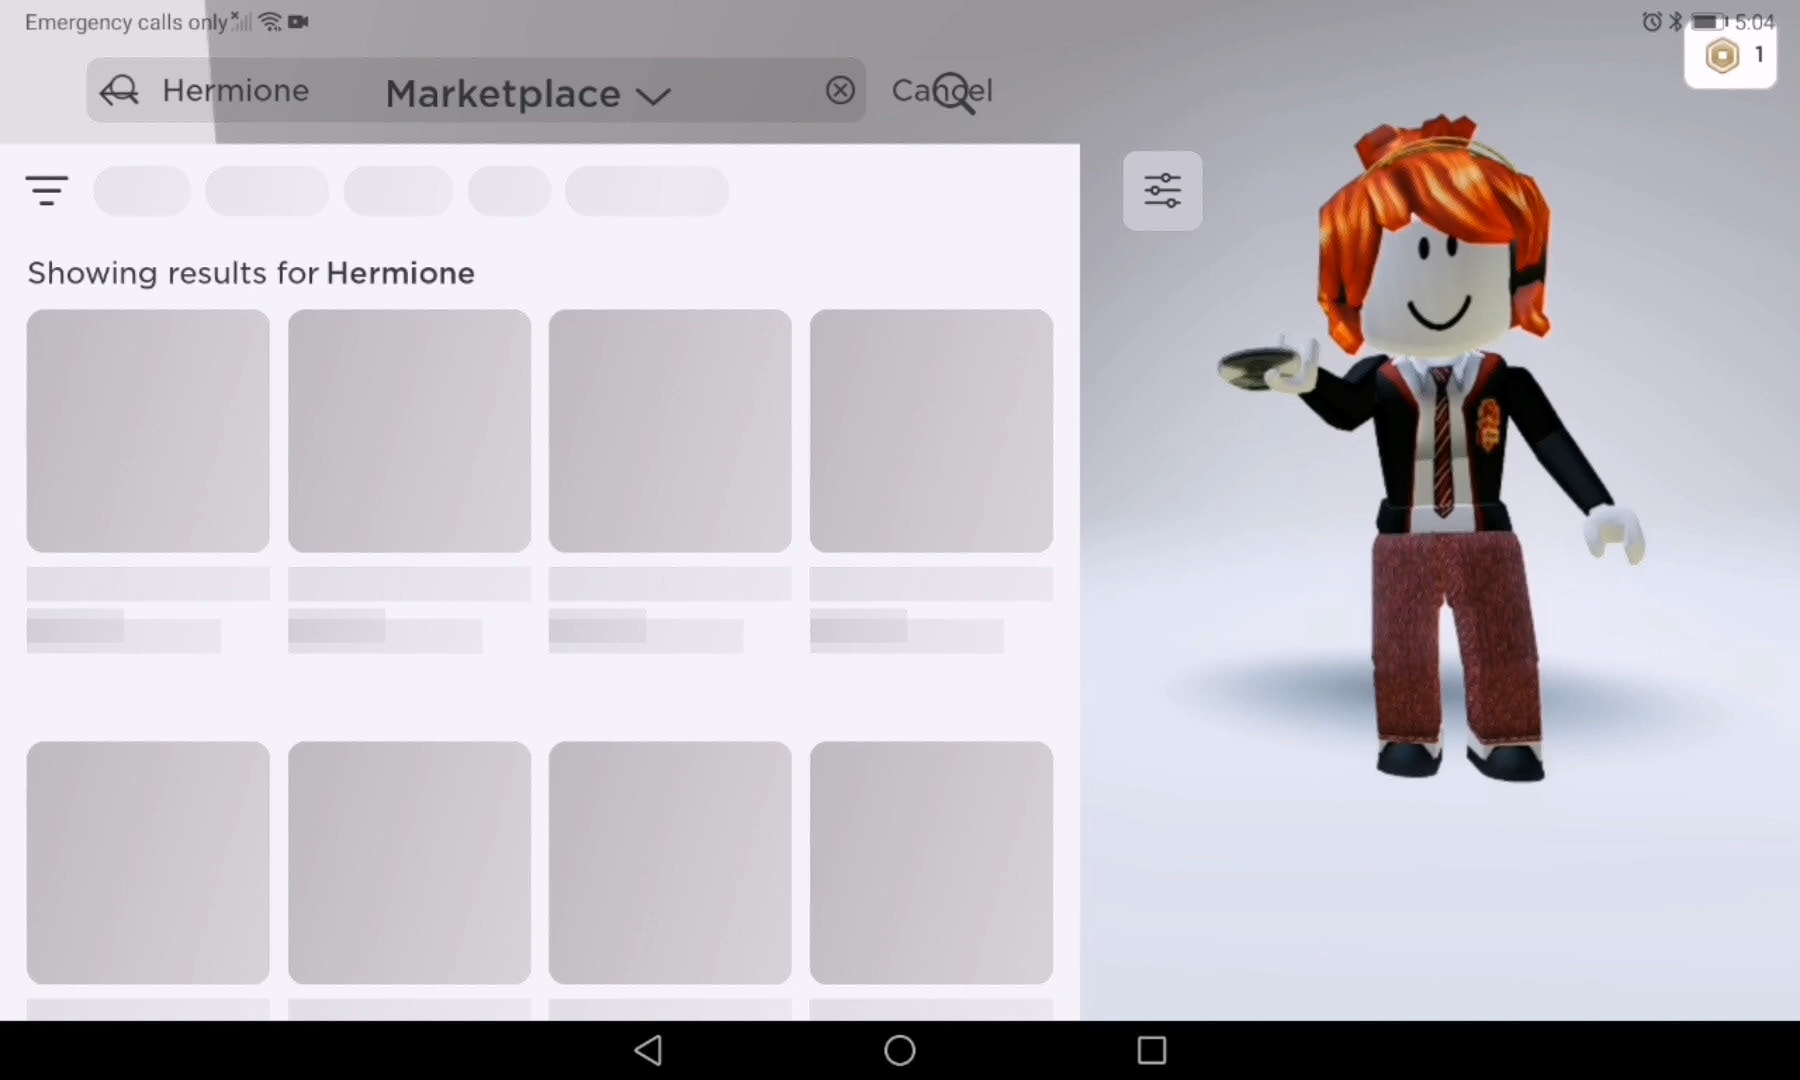 Emergency calls only
5:04
1
Hermione
Marketplace
Cancel
Showing results for Hermione